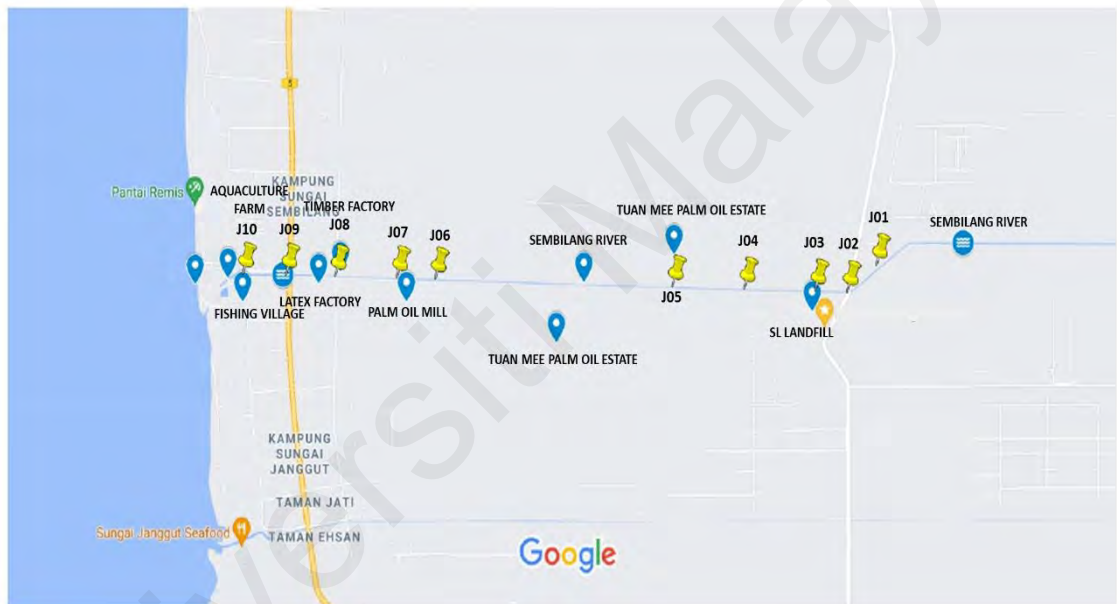 5
Pantai Remis
AQUACULTURE
FARM
KAMPUNG
SUNGAI
SEMBILANG
TIMBER FACTORY
TUAN MEE PALM OIL ESTATE
SEMBILANG RIVER
SEMBILANG RIVER
J10
J09
J08
J07
J06
J05
J04
J03
J02
J01
FISHING VILLAGE
LATEX FACTORY
PALM OIL MILL
TUAN MEE PALM OIL ESTATE
SL LANDFILL
KAMPUNG
SUNGAI
JANGGUT
TAMAN JATI
Sungai Janggut Seafood
TAMAN EHSAN
Google
versiti Malay